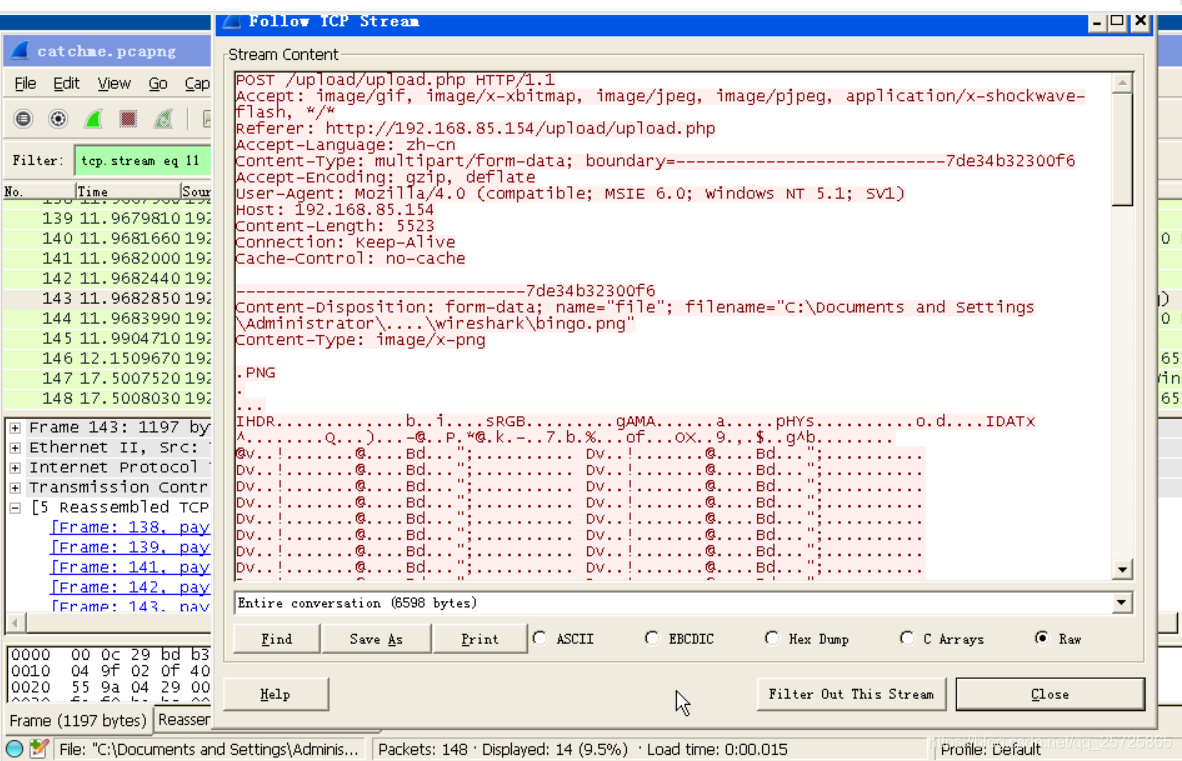 Follow TCP Stream
catchme.pcapng
File Edit View Go Cap
Filter: tcp.stream eq 11
No. Time Sour
139 11.9679810 192
140 11.9681660 192
141 11.9682000 192
142 11.9682440 192
143 11.9682850 192
144 11.9683990 192
145 11.9904710 192
146 12.1509670 192
147 17.5007520 192
148 17.5008030 192
Frame 143: 1197 by
Ethernet II, Src:
Internet Protocol
Transmission Contr
[5 Reassembled TCP
[Frame: 138, pay
[Frame: 139, pay
[Frame: 141, pay
[Frame: 142, pay
[Frame: 143, pay
0000 00 0c 29 bd b3
0010 04 9f 02 0f 40
0020 55 9a 04 29 00
Frame (1197 bytes) Reasser
Stream Content
POST /upload/upload.php HTTP/1.1
Accept: image/gif, image/x-xbitmap, image/jpeg, image/pjpeg, application/x-shockwave-
flash, */*
Referer: http://192.168.85.154/upload/upload.php
Accept-Language: zh-cn
Content-Type: multipart/form-data; boundary=---------------------------7de34b32300f6
Accept-Encoding: gzip, deflate
User-Agent: Mozilla/4.0 (compatible; MSIE 6.0; Windows NT 5.1; SV1)
Host: 192.168.85.154
Content-Length: 5523
Connection: Keep-Alive
Cache-Control: no-cache
-----------------------------7de34b32300f6
Content-Disposition: form-data; name="file"; filename="C:\Documents and Settings
\Administrator\....\wireshark\bingo.png"
Content-Type: image/x-png
.PNG
.
...
IHDR..............b..i.....sRGB.........gAMA......a.....pHYs..........o.d....IDATx
^........Q...)...-@..P.*@.k.-..7.b.%...of...OX..9.,.$..g^b........
@v..!.......@....Bd...";.......... Dv..!.......@....Bd...";..........
Dv..!.......@....Bd...";.......... Dv..!.......@....Bd...";..........
Dv..!.......@....Bd...";.......... Dv..!.......@....Bd...";..........
Dv..!.......@....Bd...";.......... Dv..!.......@....Bd...";..........
Dv..!.......@....Bd...";.......... Dv..!.......@....Bd...";..........
Dv..!.......@....Bd...";.......... Dv..!.......@....Bd...";..........
Dv..!.......@....Bd...";.......... Dv..!.......@....Bd...";..........
Dv..!.......@....Bd...";.......... Dv..!.......@....Bd...";..........
Entire conversation (6598 bytes)
Find Save As Print ASCII EBCDIC Hex Dump C Arrays Raw
Help Filter Out This Stream Close
File: "C:\Documents and Settings\Adminis... Packets: 148 · Displayed: 14 (9.5%) · Load time: 0:00.015 Profile: Default
https://blog.csdn.net/qq_25725865